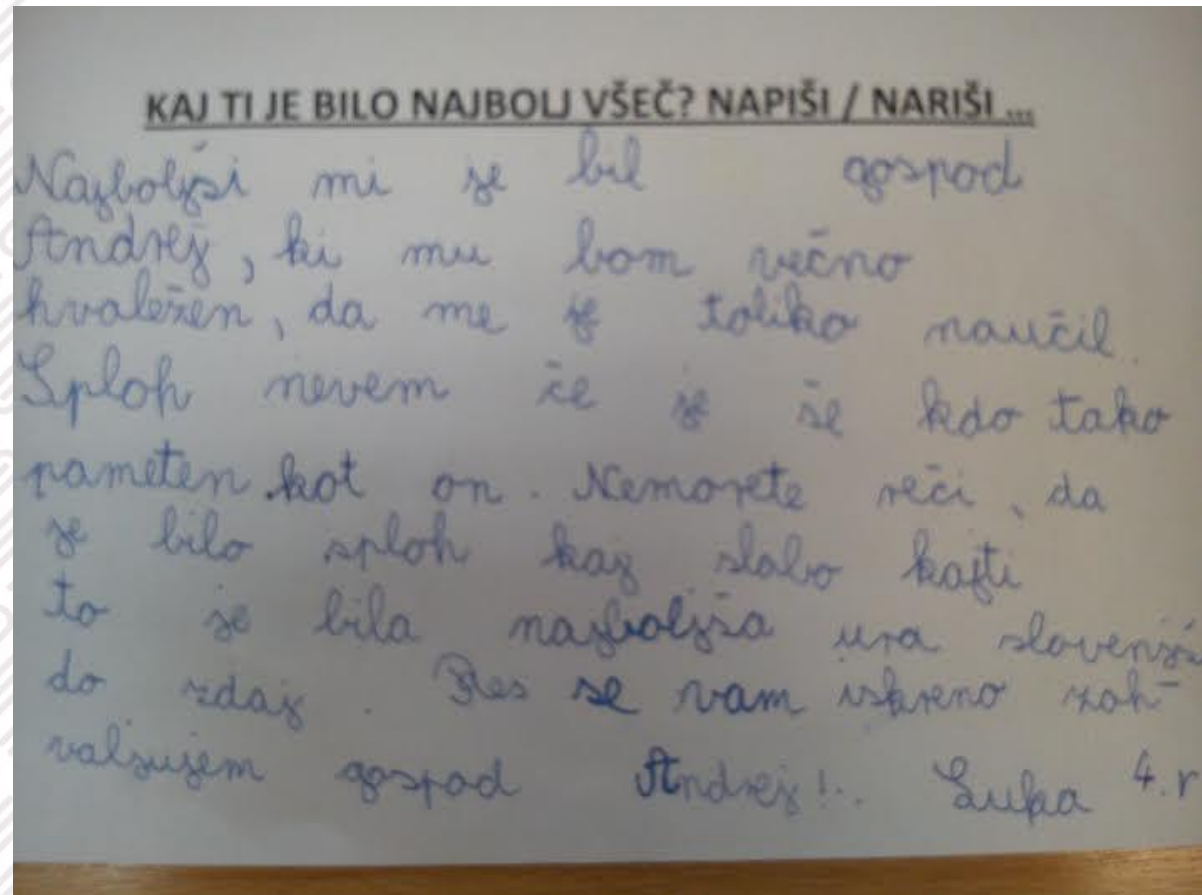 KAJ TI JE BILO NAJBOLJ VŠEČ? NAPIŠI / NARIŠI ...
Najboljši mi je bil gospod
Andrej, ki mu bom večno
hvaležen, da me je toliko naučil.
Sploh nevem če je še kdo tako
pameten kot on. Nemorete reči, da
je bilo sploh kaj slabo kajti
to je bila najboljša ura
do zdaj. Res se vam iskreno zah-
valjujem gospod Andrej!.. Luka 4.r